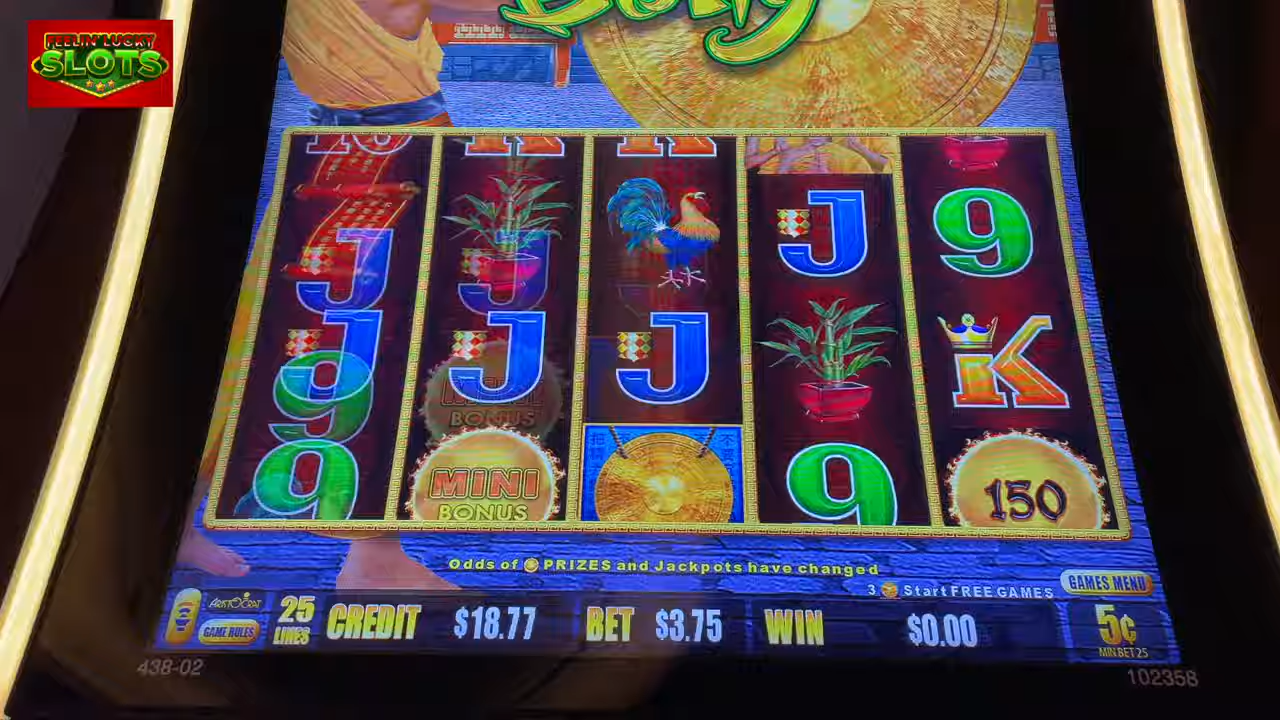 FEELIN' LUCKY
SLOTS
10 K K
J 9
J J
J J J K
9
9 MINI BONUS 9 150
Odds of PRIZES and Jackpots have changed
3 Start FREE GAMES
GAMES MENU
ARISTOCRAT
GAME RULES
25 LINES CREDIT $18.77 BET $3.75 WIN $0.00 5¢
MIN BET 25
438-02
102358